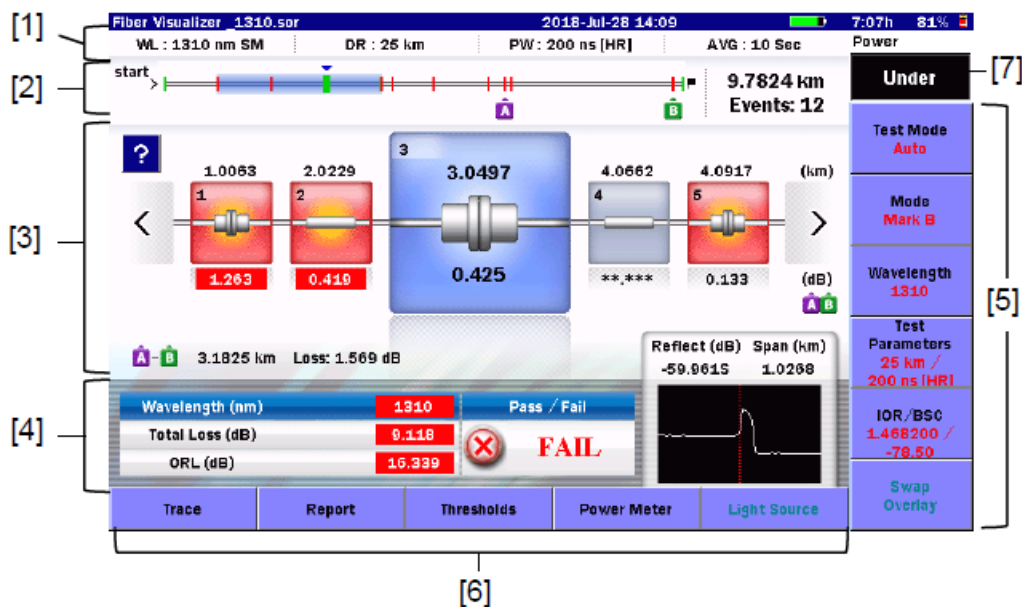 [1]
Fiber Visualizer _1310.sor 2018-Jul-28 14:09 7:07h 81%
WL : 1310 nm SM DR : 25 km PW : 200 ns [HR] AVG : 10 Sec
Power
[2]
start
9.7824 km
Events: 12
A B
[7]
Under
[3]
?
1.0063 2.0229 3 3.0497 4.0662 4.0917 (km)
1 2 4 5
< >
1.263 0.419 0.425 **.*** 0.133 (dB)
A B
A - B 3.1825 km Loss: 1.569 dB
Reflect (dB) Span (km)
-59.961S 1.0268
[4]
Wavelength (nm) 1310 Pass / Fail
Total Loss (dB) 9.118 FAIL
ORL (dB) 16.339
[5]
Test Mode
Auto
Mode
Mark B
Wavelength
1310
Test
Parameters
25 km /
200 ns [HR]
IOR/BSC
1.468200 /
-78.50
Swap
Overlay
Trace Report Thresholds Power Meter Light Source
[6]